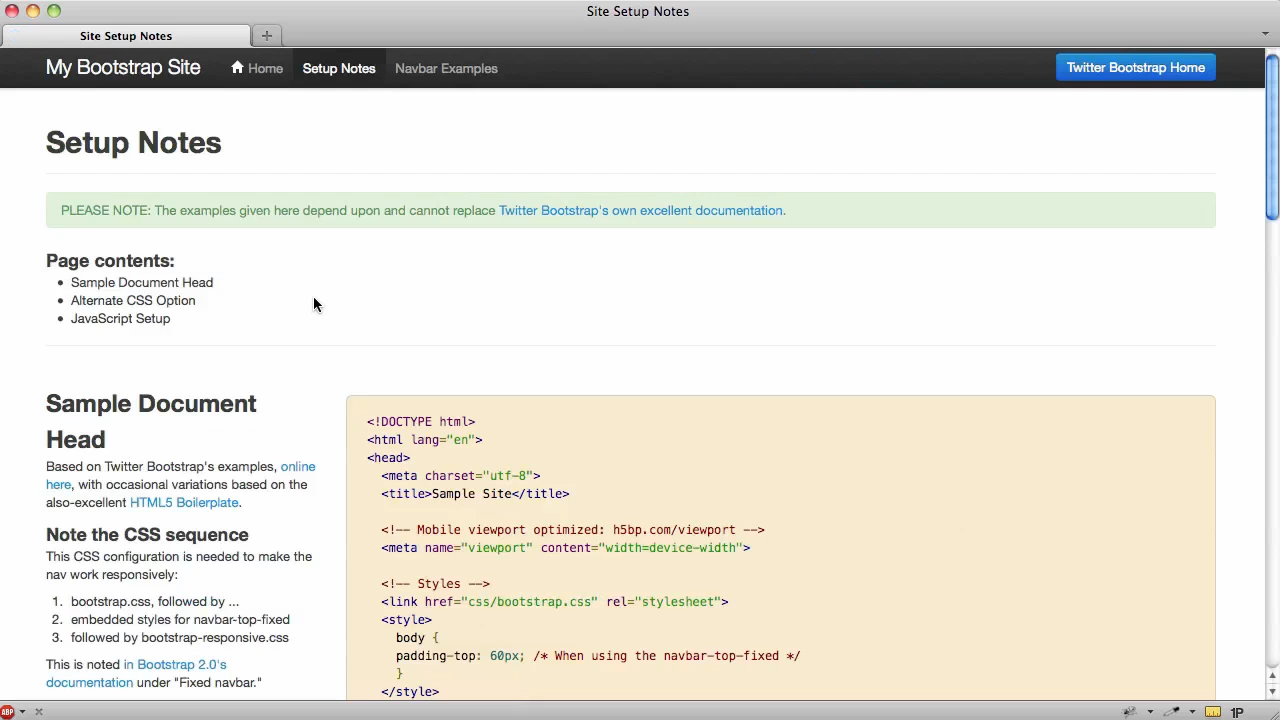 Site Setup Notes
Site Setup Notes
My Bootstrap Site Home Setup Notes Navbar Examples Twitter Bootstrap Home
Setup Notes
PLEASE NOTE: The examples given here depend upon and cannot replace Twitter Bootstrap's own excellent documentation.
Page contents:
Sample Document Head
Alternate CSS Option
JavaScript Setup
Sample Document
Head
Based on Twitter Bootstrap's examples, online
here, with occasional variations based on the
also-excellent HTML5 Boilerplate.
Note the CSS sequence
This CSS configuration is needed to make the
nav work responsively:
1. bootstrap.css, followed by ...
2. embedded styles for navbar-top-fixed
3. followed by bootstrap-responsive.css
This is noted in Bootstrap 2.0's
documentation under "Fixed navbar."
<!DOCTYPE html>
<html lang="en">
<head>
<meta charset="utf-8">
<title>Sample Site</title>
<!-- Mobile viewport optimized: h5bp.com/viewport -->
<meta name="viewport" content="width=device-width">
<!-- Styles -->
<link href="css/bootstrap.css" rel="stylesheet">
<style>
body {
padding-top: 60px; /* When using the navbar-top-fixed */
}
</style>
ABP
1P